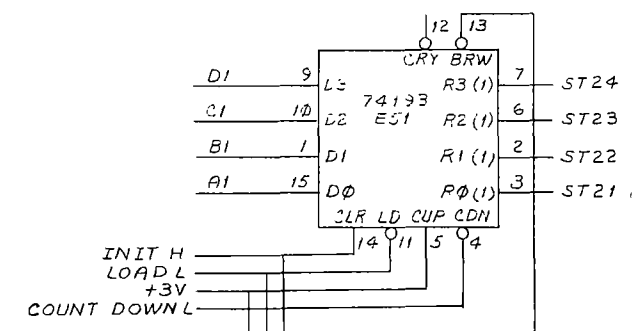 12 13
CRY BRW
D1 9 D3 R3(1) 7 ST24
74193
C1 10 D2 E51 R2(1) 6 ST23
B1 1 D1 R1(1) 2 ST22
A1 15 DØ RØ(1) 3 ST21
CLR LD CUP CDN
14 11 5 4
INIT H
LOAD L
+3V
COUNT DOWN L